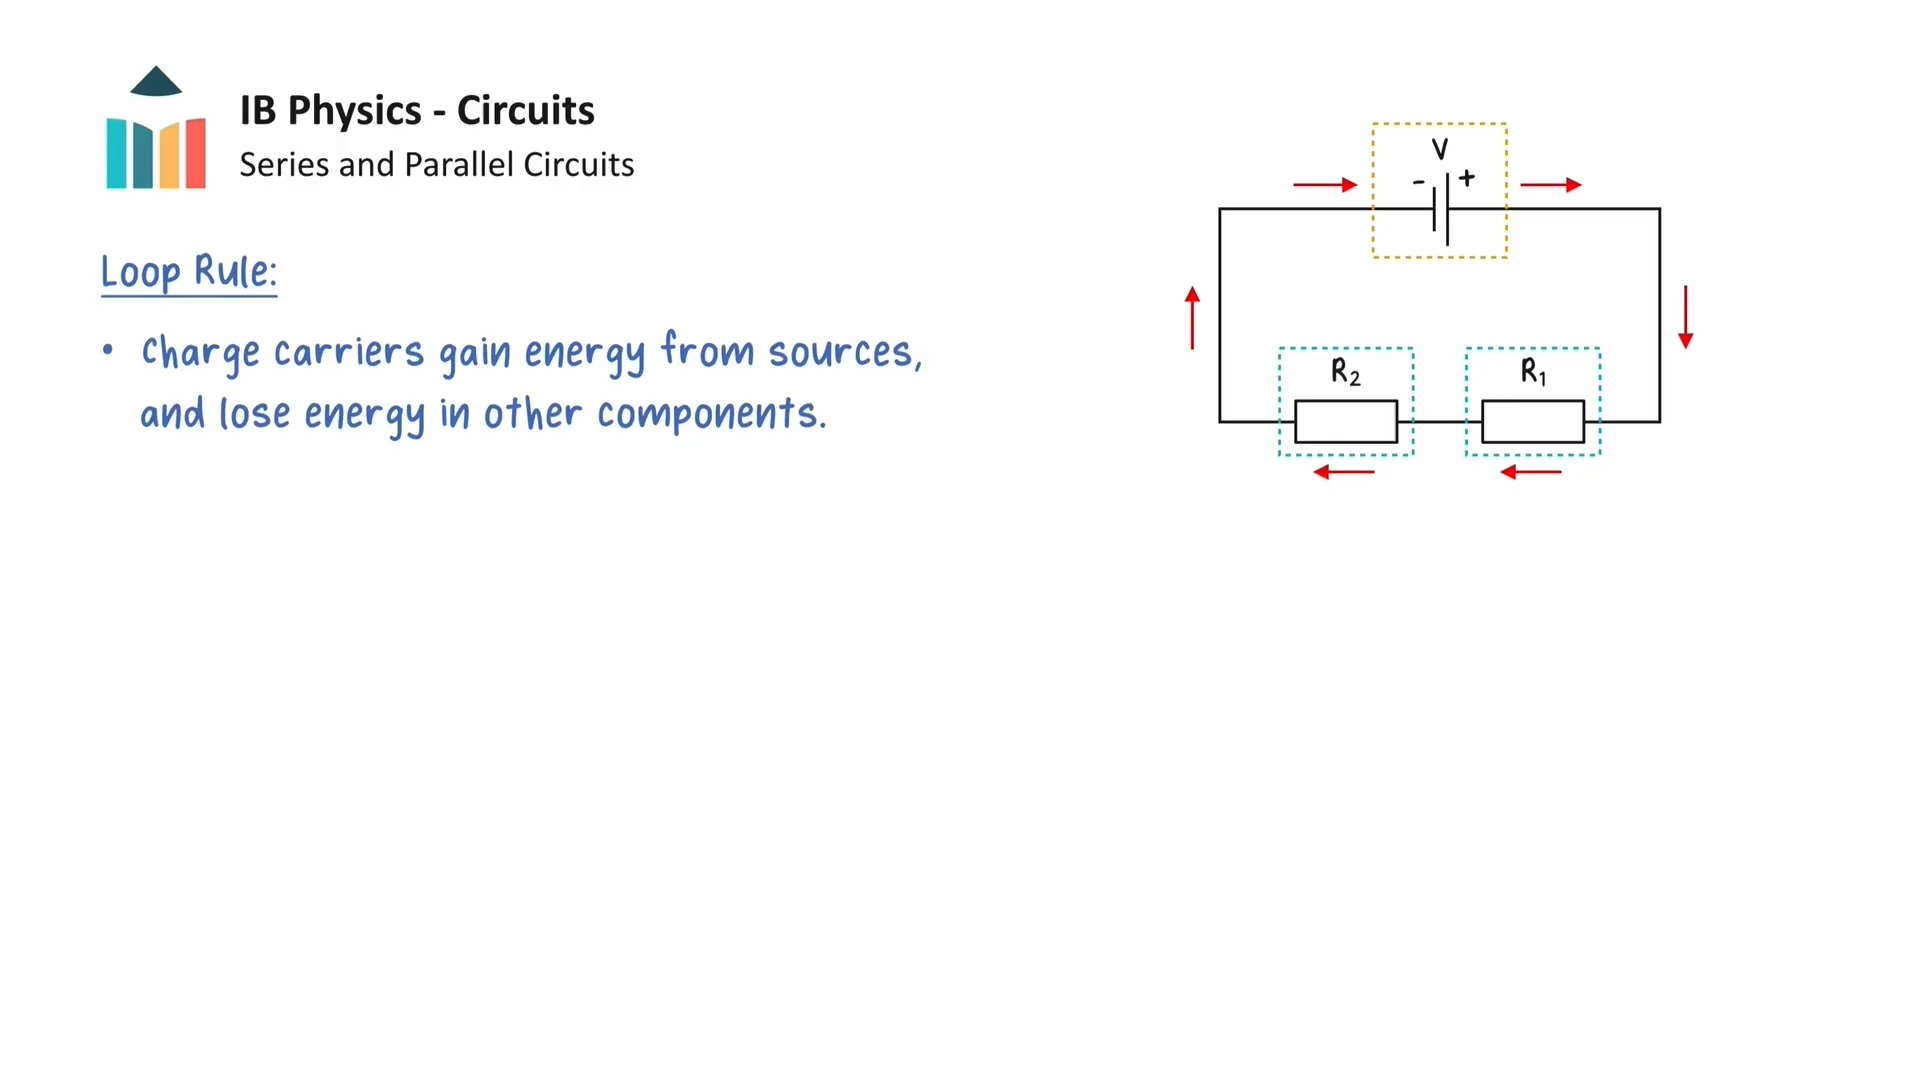 IB Physics - Circuits
Series and Parallel Circuits
Loop Rule:
• Charge carriers gain energy from sources,
and lose energy in other components.
V
- +
R₂ R₁